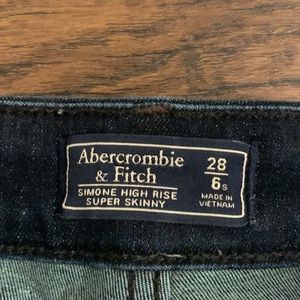 Abercrombie
& Fitch
SIMONE HIGH RISE
SUPER SKINNY
28
6s
MADE IN
VIETNAM